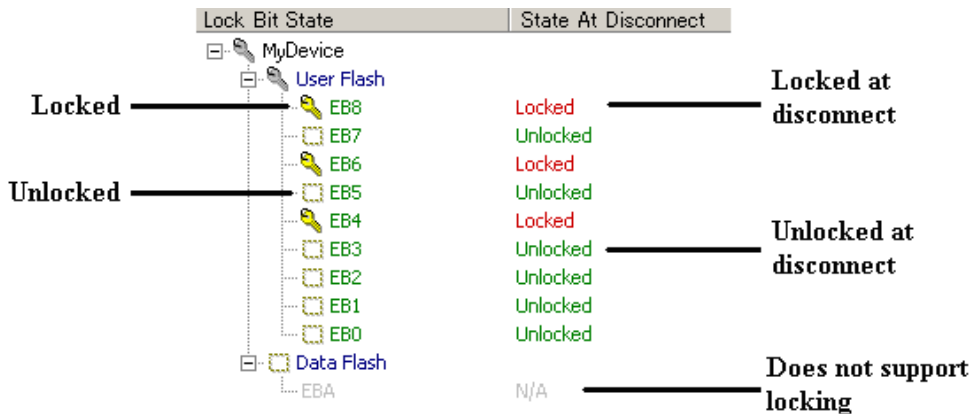 Lock Bit State State At Disconnect
MyDevice
User Flash
Locked EB8 Locked Locked at disconnect
EB7 Unlocked
EB6 Locked
Unlocked EB5 Unlocked
EB4 Locked
EB3 Unlocked Unlocked at disconnect
EB2 Unlocked
EB1 Unlocked
EB0 Unlocked
Data Flash
EBA N/A Does not support locking